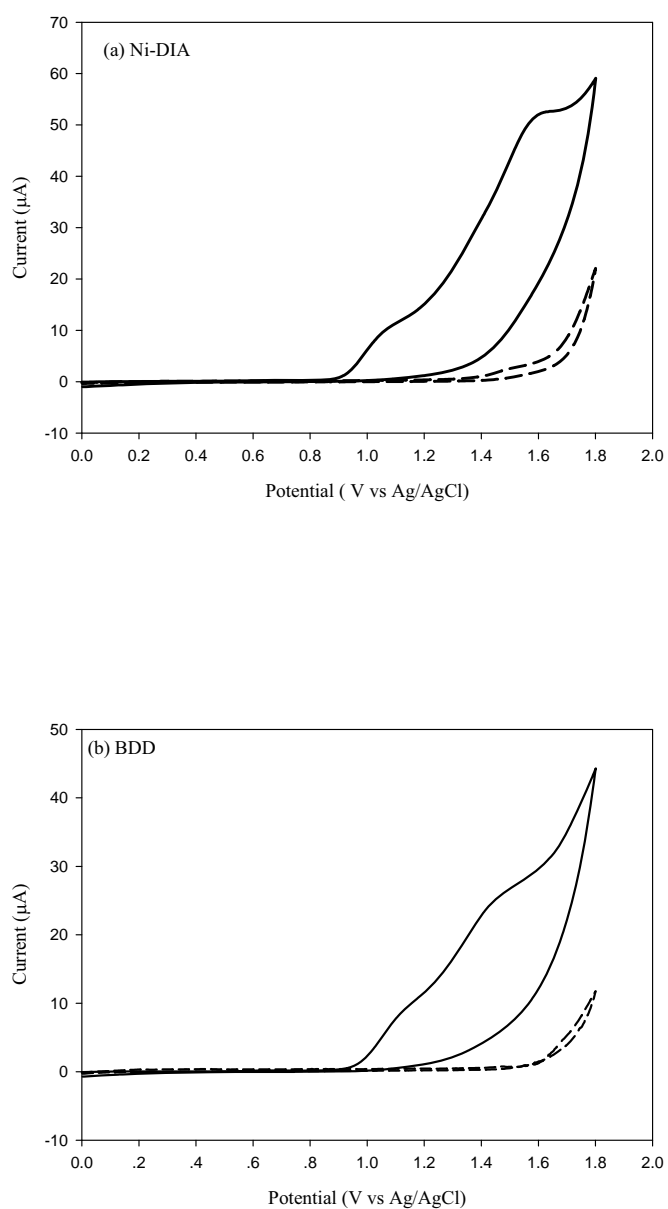 70
(a) Ni-DIA
60
50
40
30
20
10
0
-10
Current (μA)
0.0 0.2 0.4 0.6 0.8 1.0 1.2 1.4 1.6 1.8 2.0
Potential ( V vs Ag/AgCl)
50
(b) BDD
40
30
20
10
0
-10
Current (μA)
0.0 .2 .4 .6 .8 1.0 1.2 1.4 1.6 1.8 2.0
Potential (V vs Ag/AgCl)